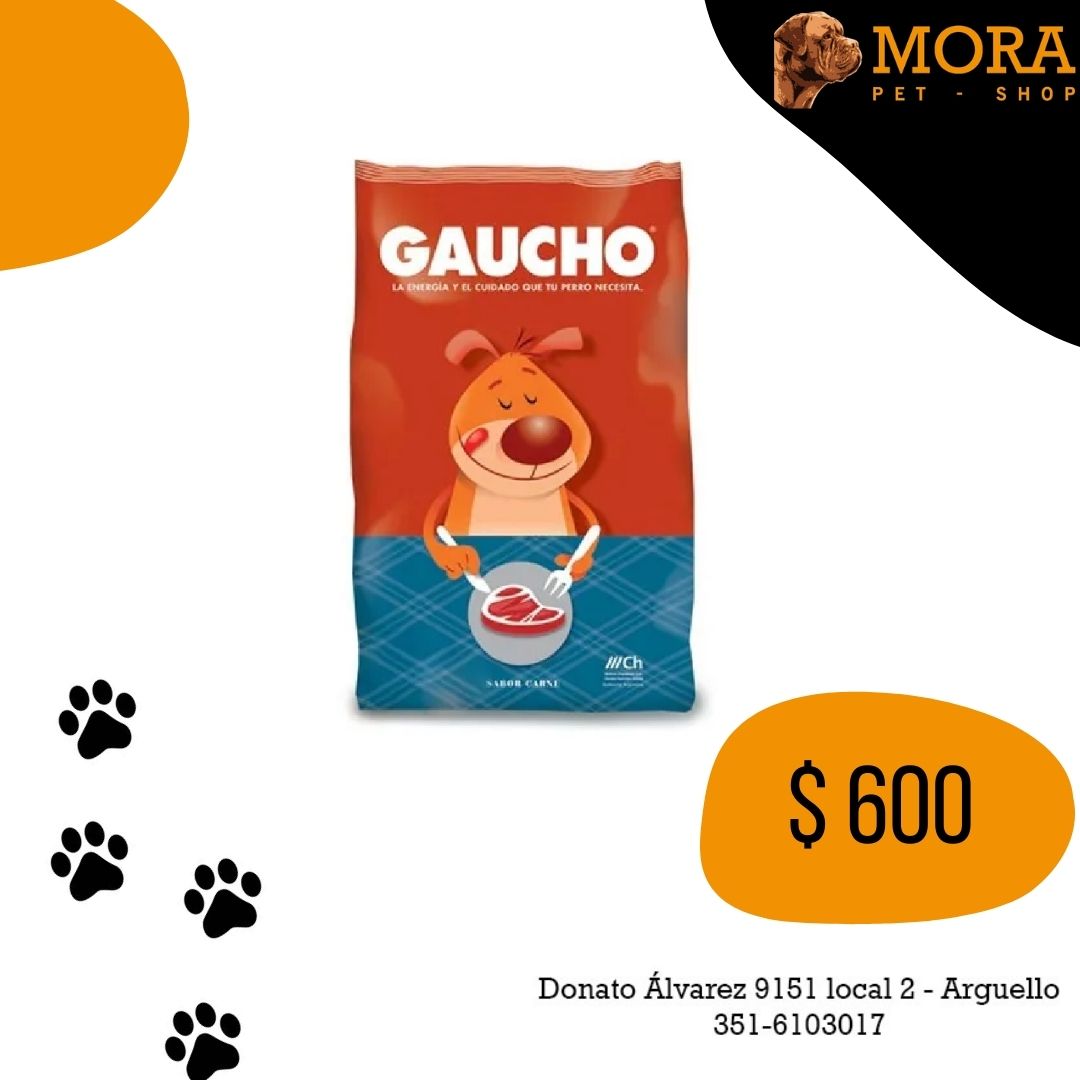 MORA
PET - SHOP
GAUCHO
LA ENERGÍA Y EL CUIDADO QUE TU PERRO NECESITA.
///Ch
SABOR CARNE
$ 600
Donato Álvarez 9151 local 2 - Arguello
351-6103017